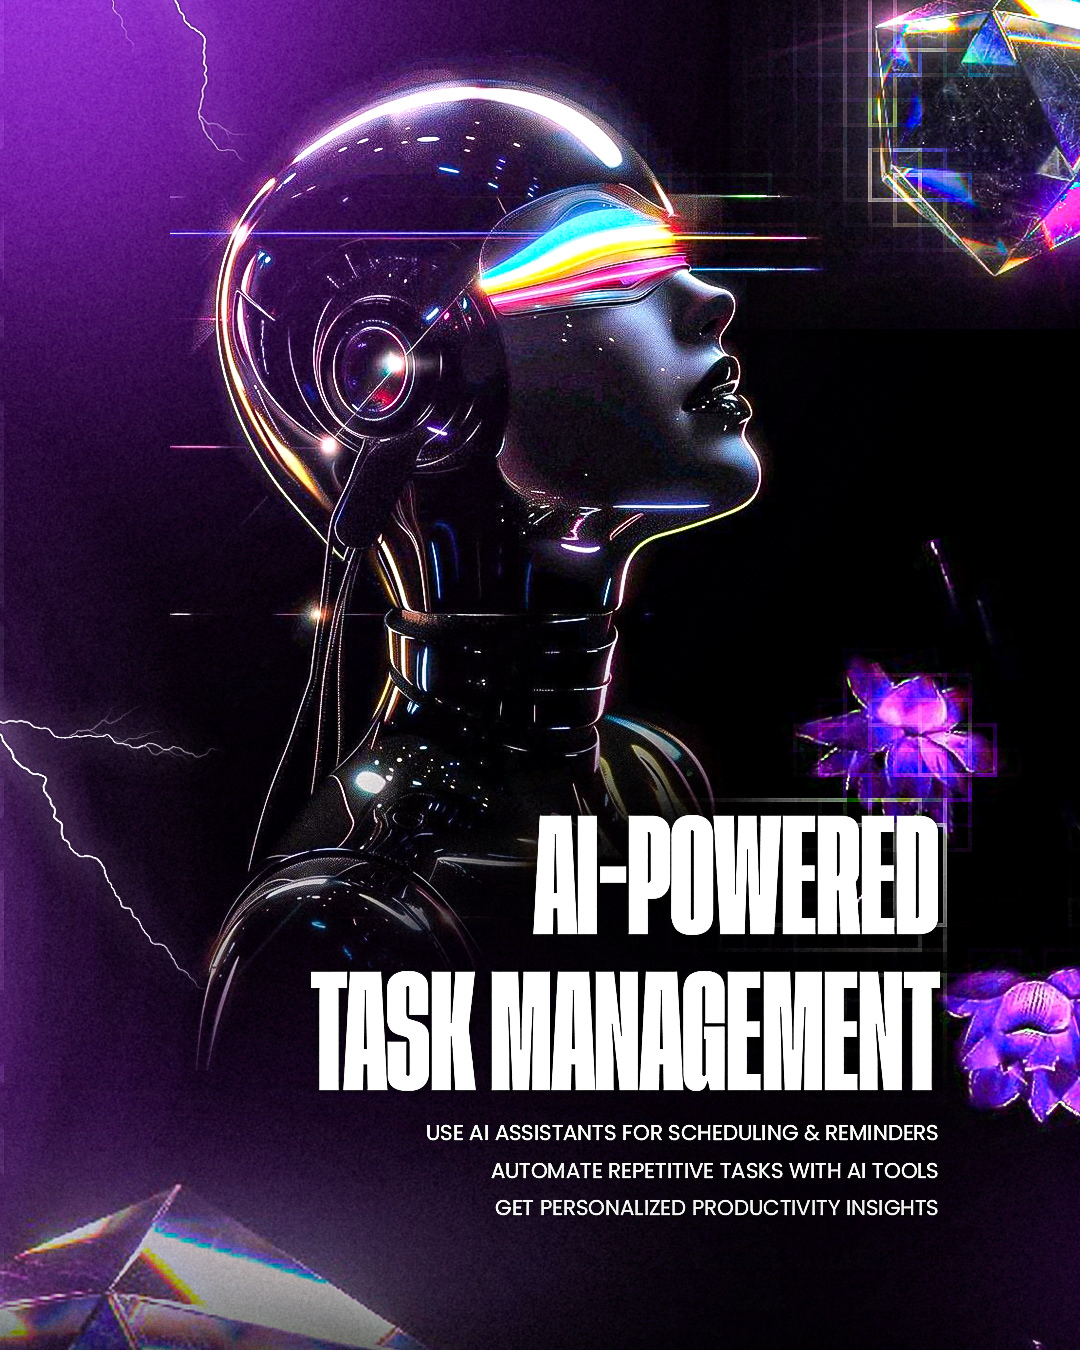 AI-POWERED
TASK MANAGEMENT
USE AI ASSISTANTS FOR SCHEDULING & REMINDERS
AUTOMATE REPETITIVE TASKS WITH AI TOOLS
GET PERSONALIZED PRODUCTIVITY INSIGHTS